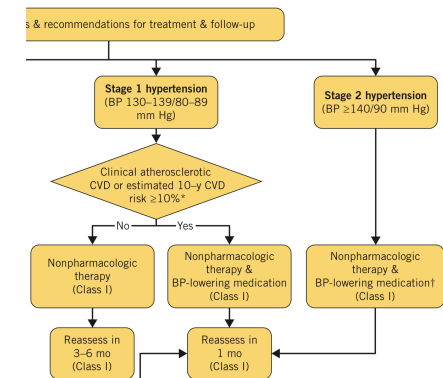 s & recommendations for treatment & follow-up
Stage 1 hypertension
(BP 130–139/80–89
mm Hg)
Stage 2 hypertension
(BP ≥140/90 mm Hg)
Clinical atherosclerotic
CVD or estimated 10–y CVD
risk ≥10%*
No
Yes
Nonpharmacologic
therapy
(Class I)
Nonpharmacologic
therapy &
BP-lowering medication
(Class I)
Nonpharmacologic
therapy &
BP-lowering medication†
(Class I)
Reassess in
3–6 mo
(Class I)
Reassess in
1 mo
(Class I)